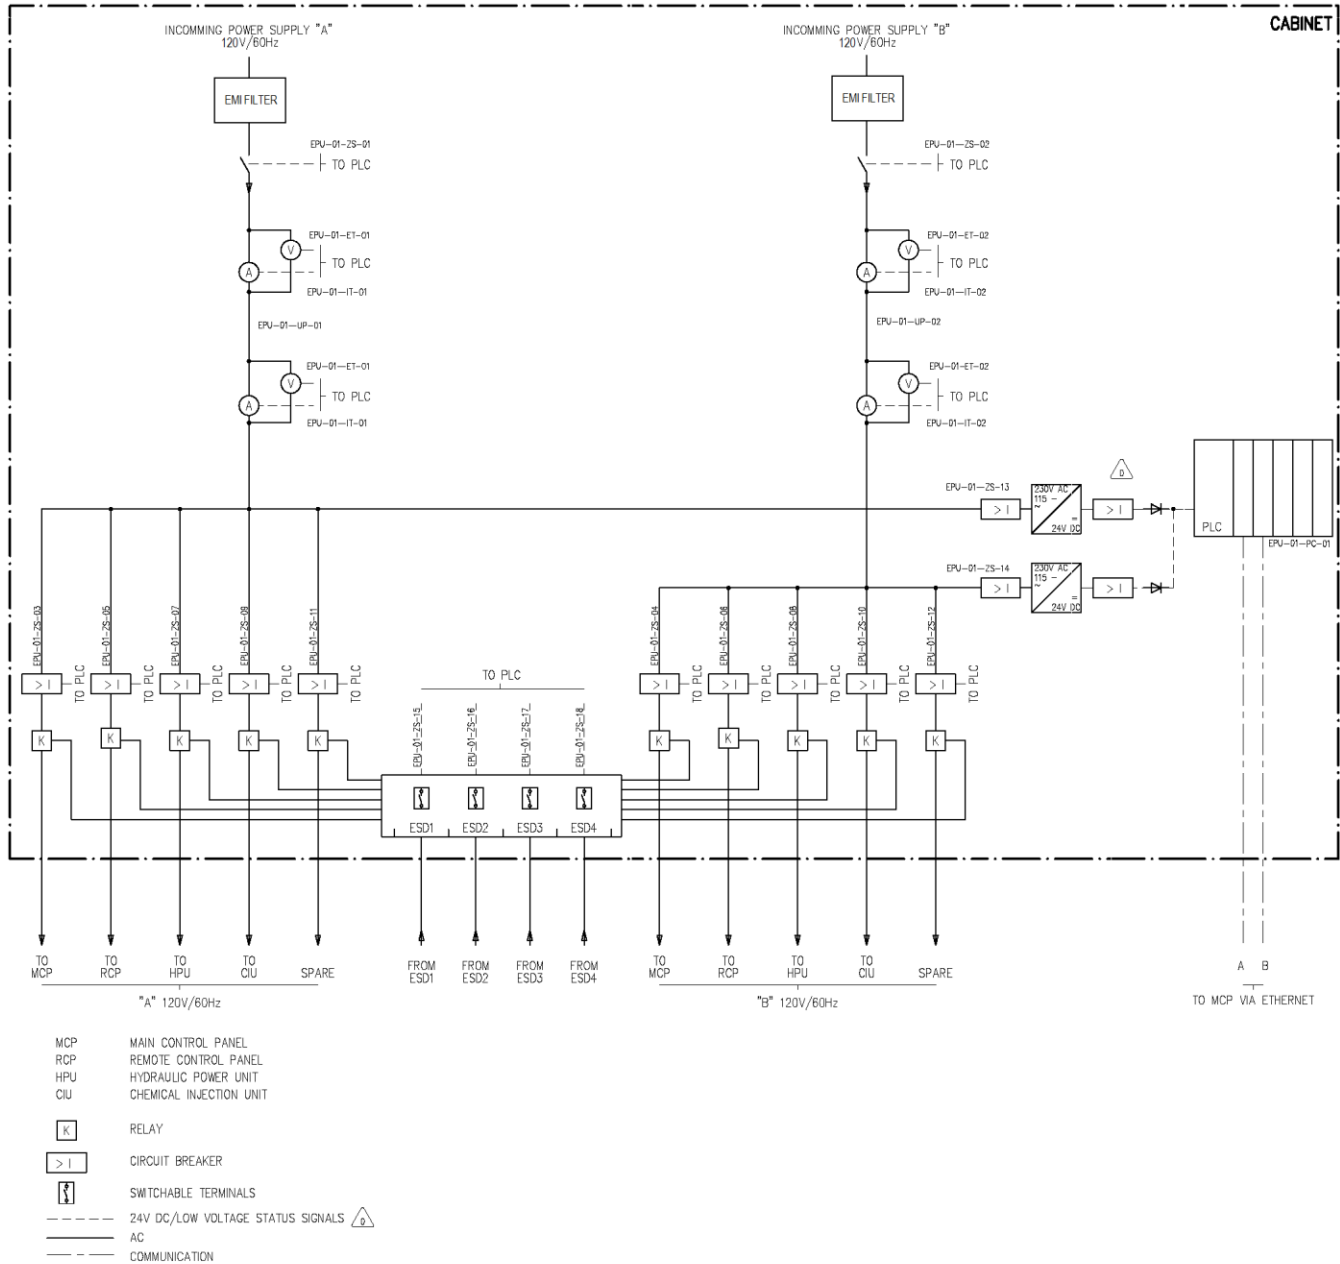 CABINET
INCOMMING POWER SUPPLY "A"
120V/60Hz
INCOMMING POWER SUPPLY "B"
120V/60Hz
EMI FILTER
EMI FILTER
EPU-01-ZS-01
TO PLC
EPU-01-ZS-02
TO PLC
EPU-01-ET-01
V
TO PLC
A
EPU-01-IT-01
EPU-01-ET-02
V
TO PLC
A
EPU-01-IT-02
EPU-01-UP-01
EPU-01-UP-02
EPU-01-ET-01
V
TO PLC
A
EPU-01-IT-01
EPU-01-ET-02
V
TO PLC
A
EPU-01-IT-02
EPU-01-ZS-13
> I
230V AC
115 -
~
=
24V DC
> I
D
PLC
EPU-01-PC-01
EPU-01-ZS-14
> I
230V AC
115 -
~
=
24V DC
> I
EPU-01-ZS-03
EPU-01-ZS-05
EPU-01-ZS-07
EPU-01-ZS-09
EPU-01-ZS-11
> I TO PLC
> I TO PLC
> I TO PLC
> I TO PLC
> I TO PLC
K K K K K
EPU-01-ZS-04
EPU-01-ZS-06
EPU-01-ZS-08
EPU-01-ZS-10
EPU-01-ZS-12
> I TO PLC
> I TO PLC
> I TO PLC
> I TO PLC
> I TO PLC
K K K K K
TO PLC
EPU-01-ZS-15
EPU-01-ZS-16
EPU-01-ZS-17
EPU-01-ZS-18
ESD1 ESD2 ESD3 ESD4
TO
MCP
TO
RCP
TO
HPU
TO
CIU
SPARE
"A" 120V/60Hz
FROM
ESD1
FROM
ESD2
FROM
ESD3
FROM
ESD4
TO
MCP
TO
RCP
TO
HPU
TO
CIU
SPARE
"B" 120V/60Hz
A B
TO MCP VIA ETHERNET
MCP MAIN CONTROL PANEL
RCP REMOTE CONTROL PANEL
HPU HYDRAULIC POWER UNIT
CIU CHEMICAL INJECTION UNIT
K RELAY
> I CIRCUIT BREAKER
SWITCHABLE TERMINALS
24V DC/LOW VOLTAGE STATUS SIGNALS D
AC
COMMUNICATION